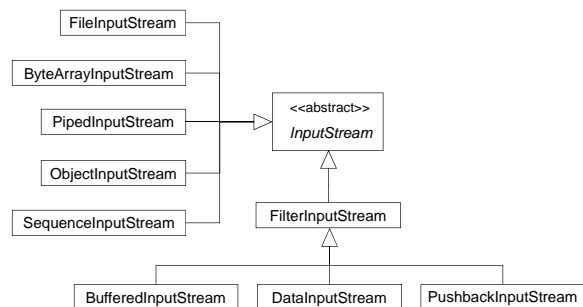 FileInputStream
ByteArrayInputStream
PipedInputStream
ObjectInputStream
SequenceInputStream
<<abstract>>
InputStream
FilterInputStream
BufferedInputStream
DataInputStream
PushbackInputStream